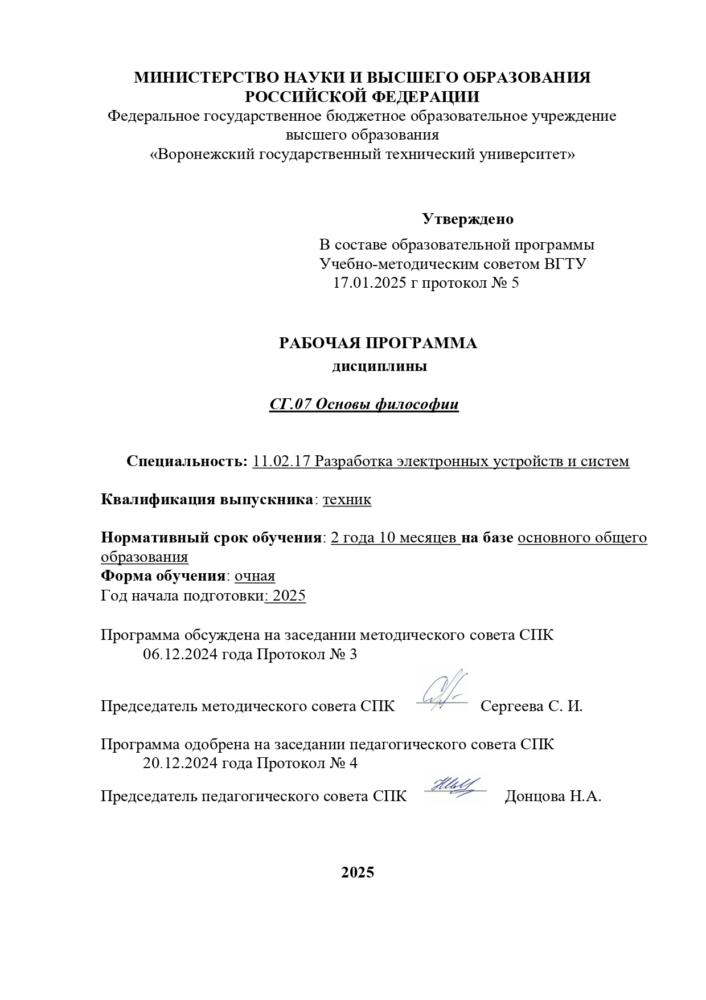 МИНИСТЕРСТВО НАУКИ И ВЫСШЕГО ОБРАЗОВАНИЯ
РОССИЙСКОЙ ФЕДЕРАЦИИ
Федеральное государственное бюджетное образовательное учреждение
высшего образования
«Воронежский государственный технический университет»
Утверждено
В составе образовательной программы
Учебно-методическим советом ВГТУ
17.01.2025 г протокол № 5
РАБОЧАЯ ПРОГРАММА
дисциплины
СГ.07 Основы философии
Специальность: 11.02.17 Разработка электронных устройств и систем
Квалификация выпускника: техник
Нормативный срок обучения: 2 года 10 месяцев на базе основного общего
образования
Форма обучения: очная
Год начала подготовки: 2025
Программа обсуждена на заседании методического совета СПК
06.12.2024 года Протокол № 3
Председатель методического совета СПК Сергеева С. И.
Программа одобрена на заседании педагогического совета СПК
20.12.2024 года Протокол № 4
Председатель педагогического совета СПК Донцова Н.А.
2025